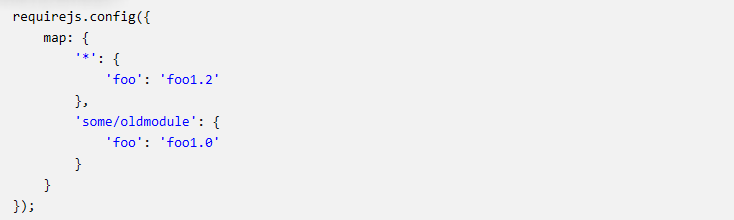 requirejs.config({
    map: {
        '*': {
            'foo': 'foo1.2'
        },
        'some/oldmodule': {
            'foo': 'foo1.0'
        }
    }
});